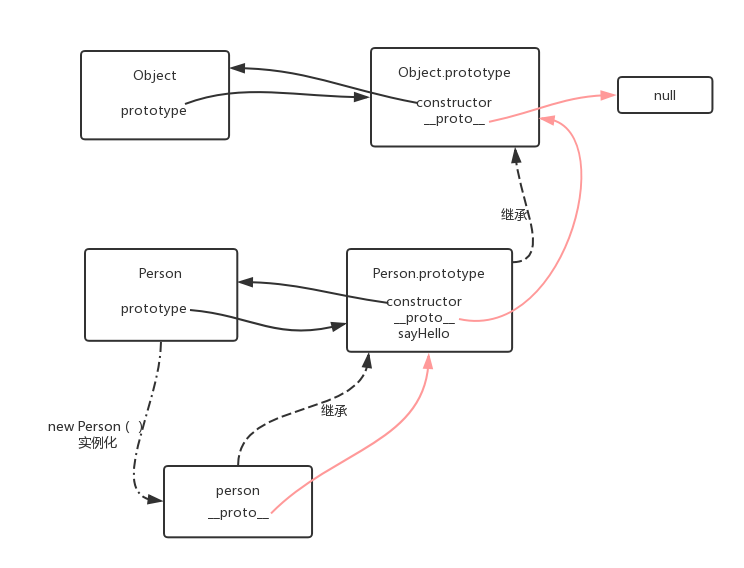 Object
prototype
Object.prototype
constructor
__proto__
null
继承
Person
prototype
Person.prototype
constructor
__proto__
sayHello
继承
new Person（ ）
实例化
person
__proto__